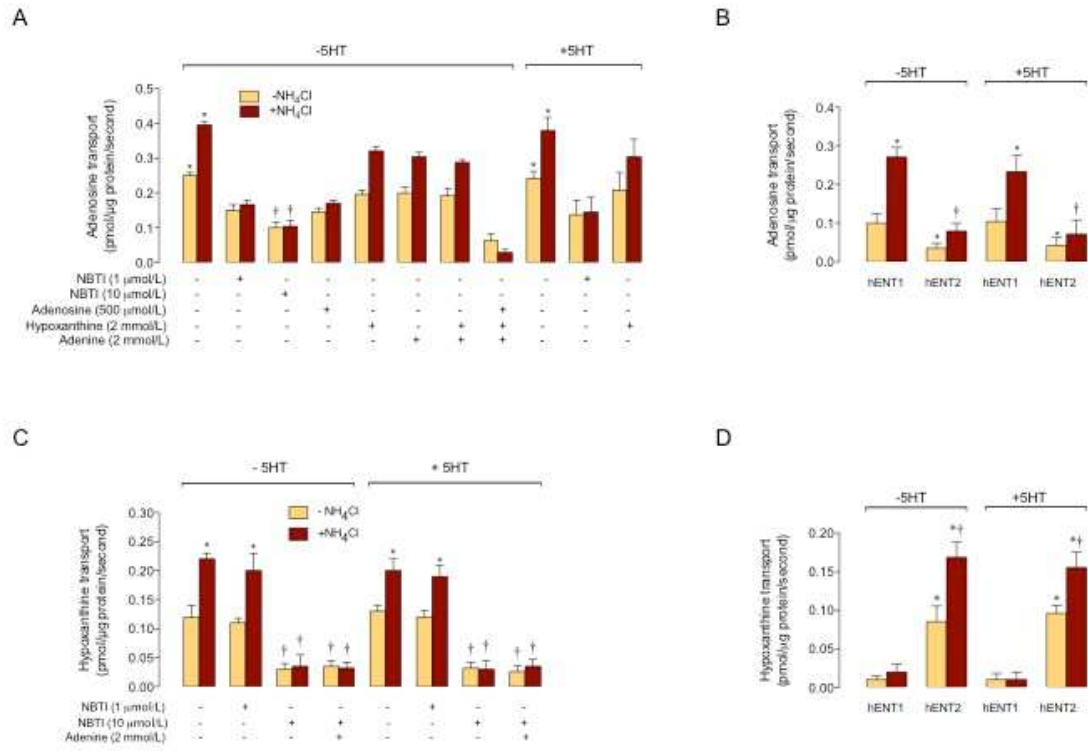 A
-5HT
+5HT
-NH4Cl
+NH4Cl
Adenosine transport
(pmol/µg protein/second)
0.5
0.4
0.3
0.2
0.1
0.0
* * † † * *
NBTI (1 µmol/L) - + - - - - - - - + -
NBTI (10 µmol/L) - - + - - - - - - - -
Adenosine (500 µmol/L) - - - + - - - + - - -
Hypoxanthine (2 mmol/L) - - - - + - + + - - +
Adenine (2 mmol/L) - - - - - + + + - - -
B
-5HT
+5HT
Adenosine transport
(pmol/µg protein/second)
0.4
0.3
0.2
0.1
0.0
* * † * * †
hENT1 hENT2 hENT1 hENT2
C
- 5HT
+ 5HT
- NH4Cl
+NH4Cl
Hypoxanthine transport
(pmol/µg protein/second)
0.30
0.25
0.20
0.15
0.10
0.05
0.00
* * † † † † * * † † † †
NBTI (1 µmol/L) - + - - - + - -
NBTI (10 µmol/L) - - + + - - + +
Adenine (2 mmol/L) - - - + - - - +
D
-5HT
+5HT
Hypoxanthine transport
(pmol/µg protein/second)
0.20
0.15
0.10
0.05
0.00
* *† * *†
hENT1 hENT2 hENT1 hENT2